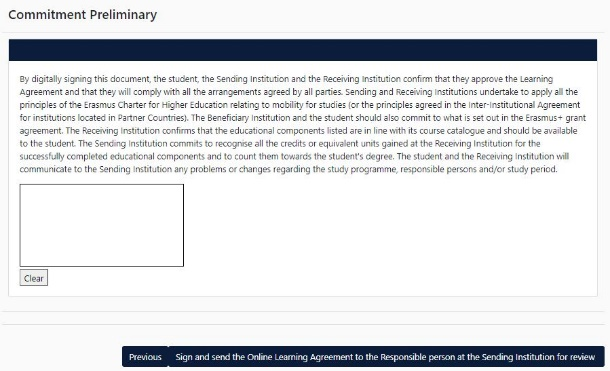 Commitment Preliminary
By digitally signing this document, the student, the Sending Institution and the Receiving Institution confirm that they approve the Learning
Agreement and that they will comply with all the arrangements agreed by all parties. Sending and Receiving Institutions undertake to apply all the
principles of the Erasmus Charter for Higher Education relating to mobility for studies (or the principles agreed in the Inter-Institutional Agreement
for institutions located in Partner Countries). The Beneficiary Institution and the student should also commit to what is set out in the Erasmus+ grant
agreement. The Receiving Institution confirms that the educational components listed are in line with its course catalogue and should be available
to the student. The Sending Institution commits to recognise all the credits or equivalent units gained at the Receiving Institution for the
successfully completed educational components and to count them towards the student's degree. The student and the Receiving Institution will
communicate to the Sending Institution any problems or changes regarding the study programme, responsible persons and/or study period.
Clear
Previous Sign and send the Online Learning Agreement to the Responsible person at the Sending Institution for review